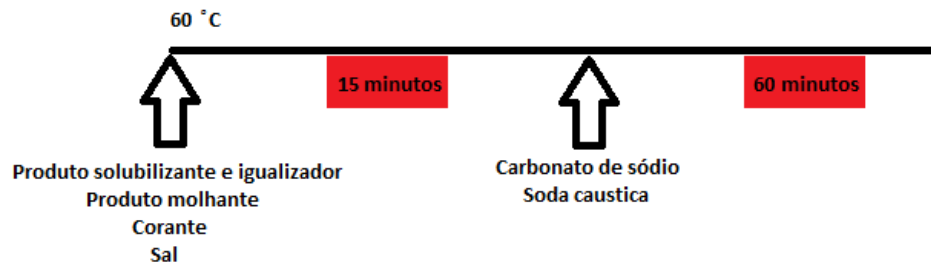 60 ˚C
15 minutos
60 minutos
Produto solubilizante e igualizador
Produto molhante
Corante
Sal
Carbonato de sódio
Soda caustica